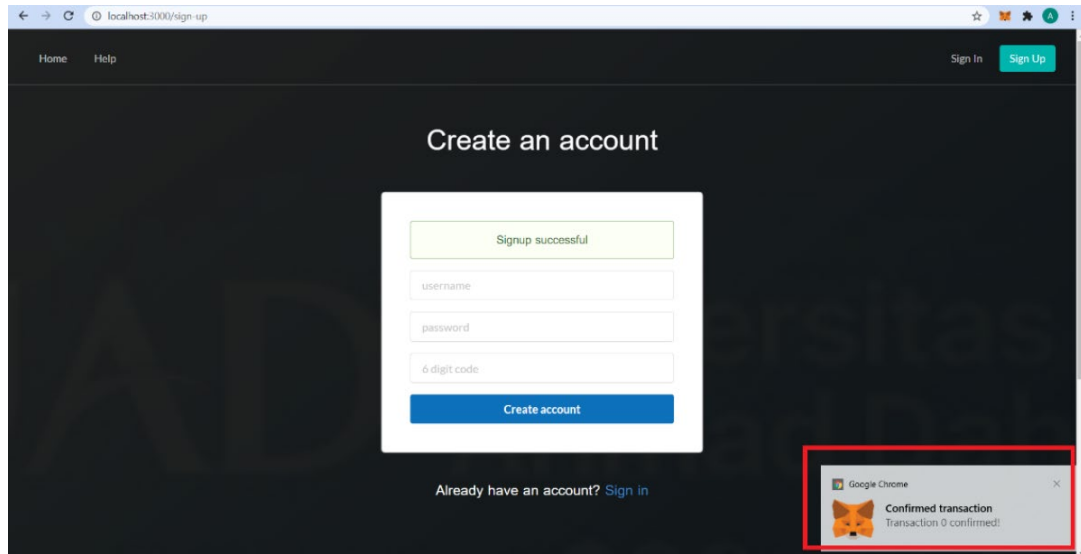 localhost:3000/sign-up
A
Home Help Sign In Sign Up
Create an account
Signup successful
username
password
6 digit code
Create account
Already have an account? Sign in
Google Chrome
Confirmed transaction
Transaction 0 confirmed!